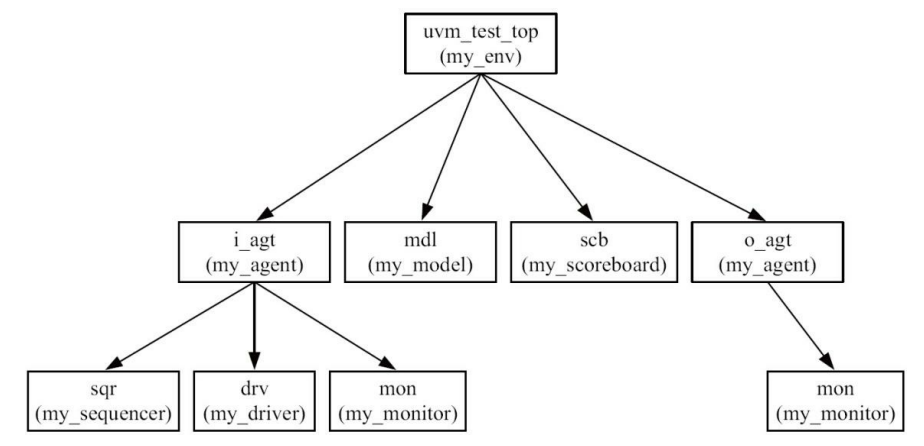 uvm_test_top
(my_env)
i_agt
(my_agent)
mdl
(my_model)
scb
(my_scoreboard)
o_agt
(my_agent)
sqr
(my_sequencer)
drv
(my_driver)
mon
(my_monitor)
mon
(my_monitor)